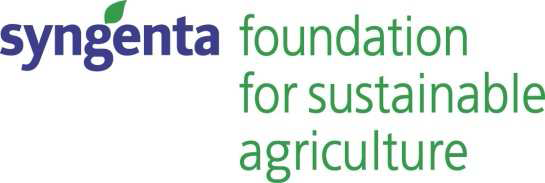 syngenta foundation
for sustainable
agriculture